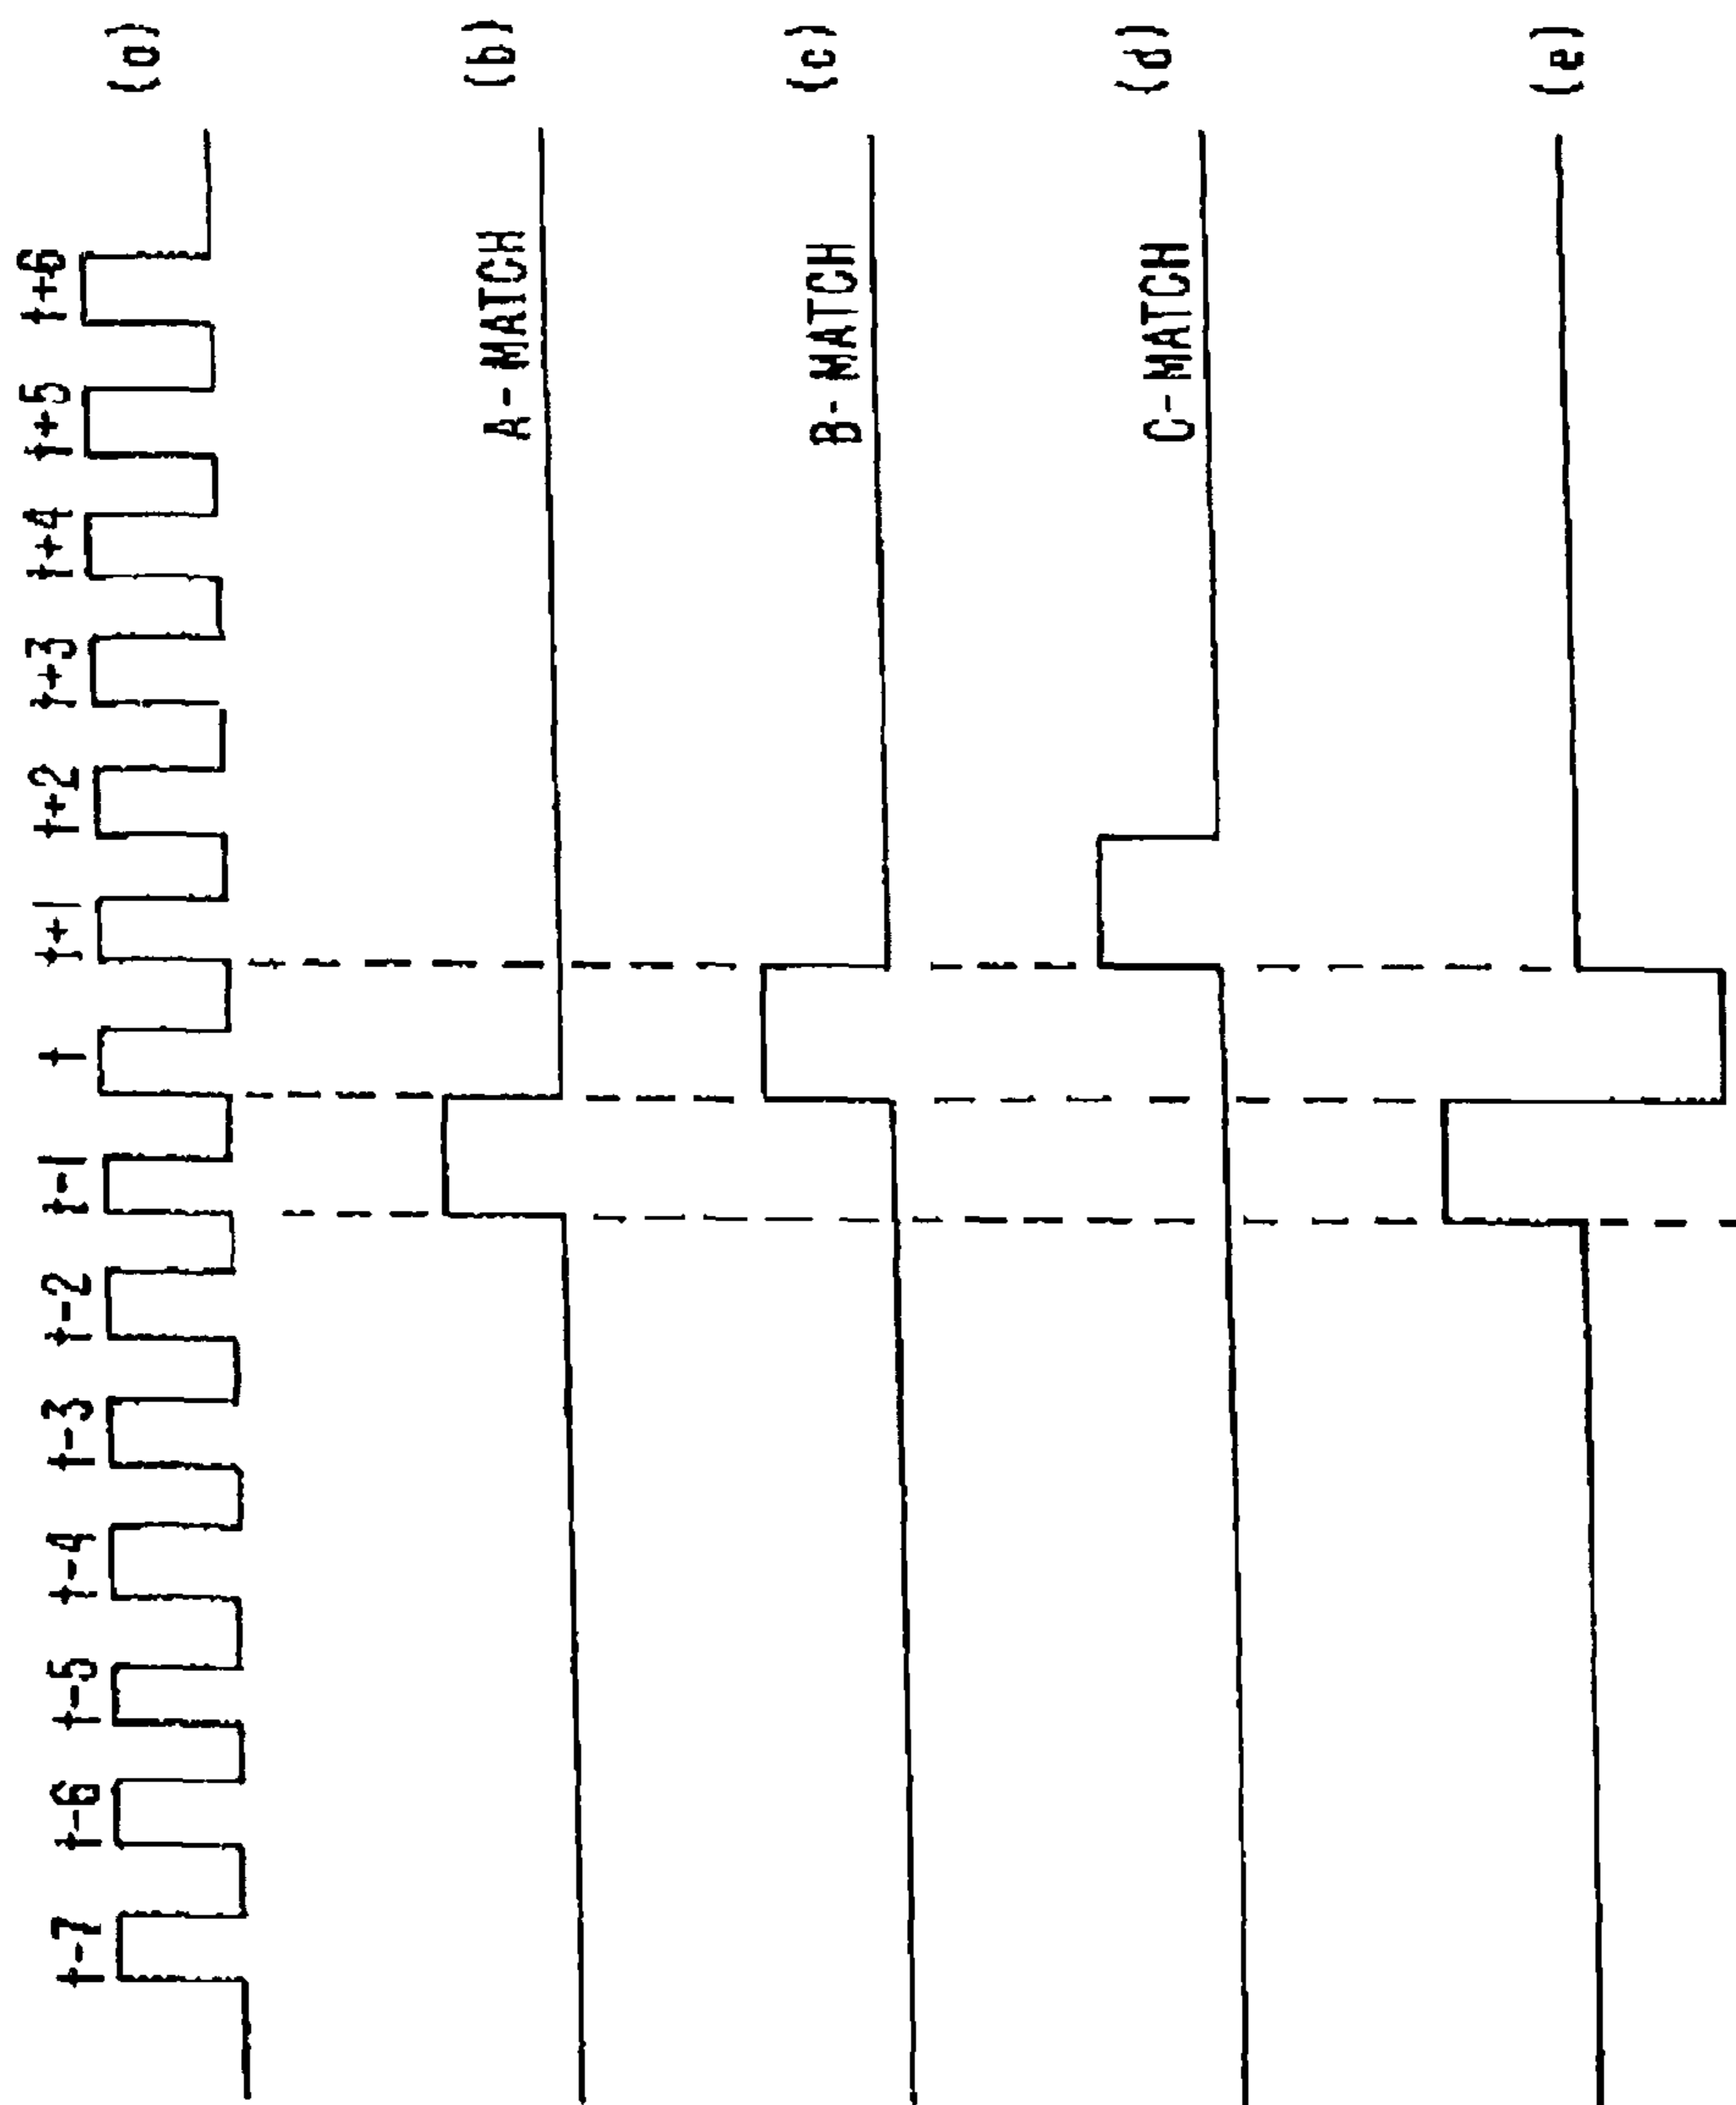 t-7 t-6 t-5 t-4 t-3 t-2 t-1 t t+1 t+2 t+3 t+4 t+5 t+6
(a)
A-MATCH
(b)
B-MATCH
(c)
C-MATCH
(d)
(e)